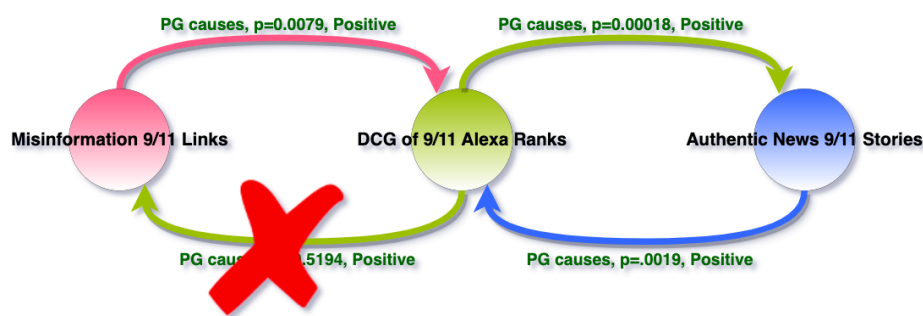 PG causes, p=0.0079, Positive
PG causes, p=0.00018, Positive
Misinformation 9/11 Links
DCG of 9/11 Alexa Ranks
Authentic News 9/11 Stories
PG .5194, Positive
PG causes, p=.0019, Positive